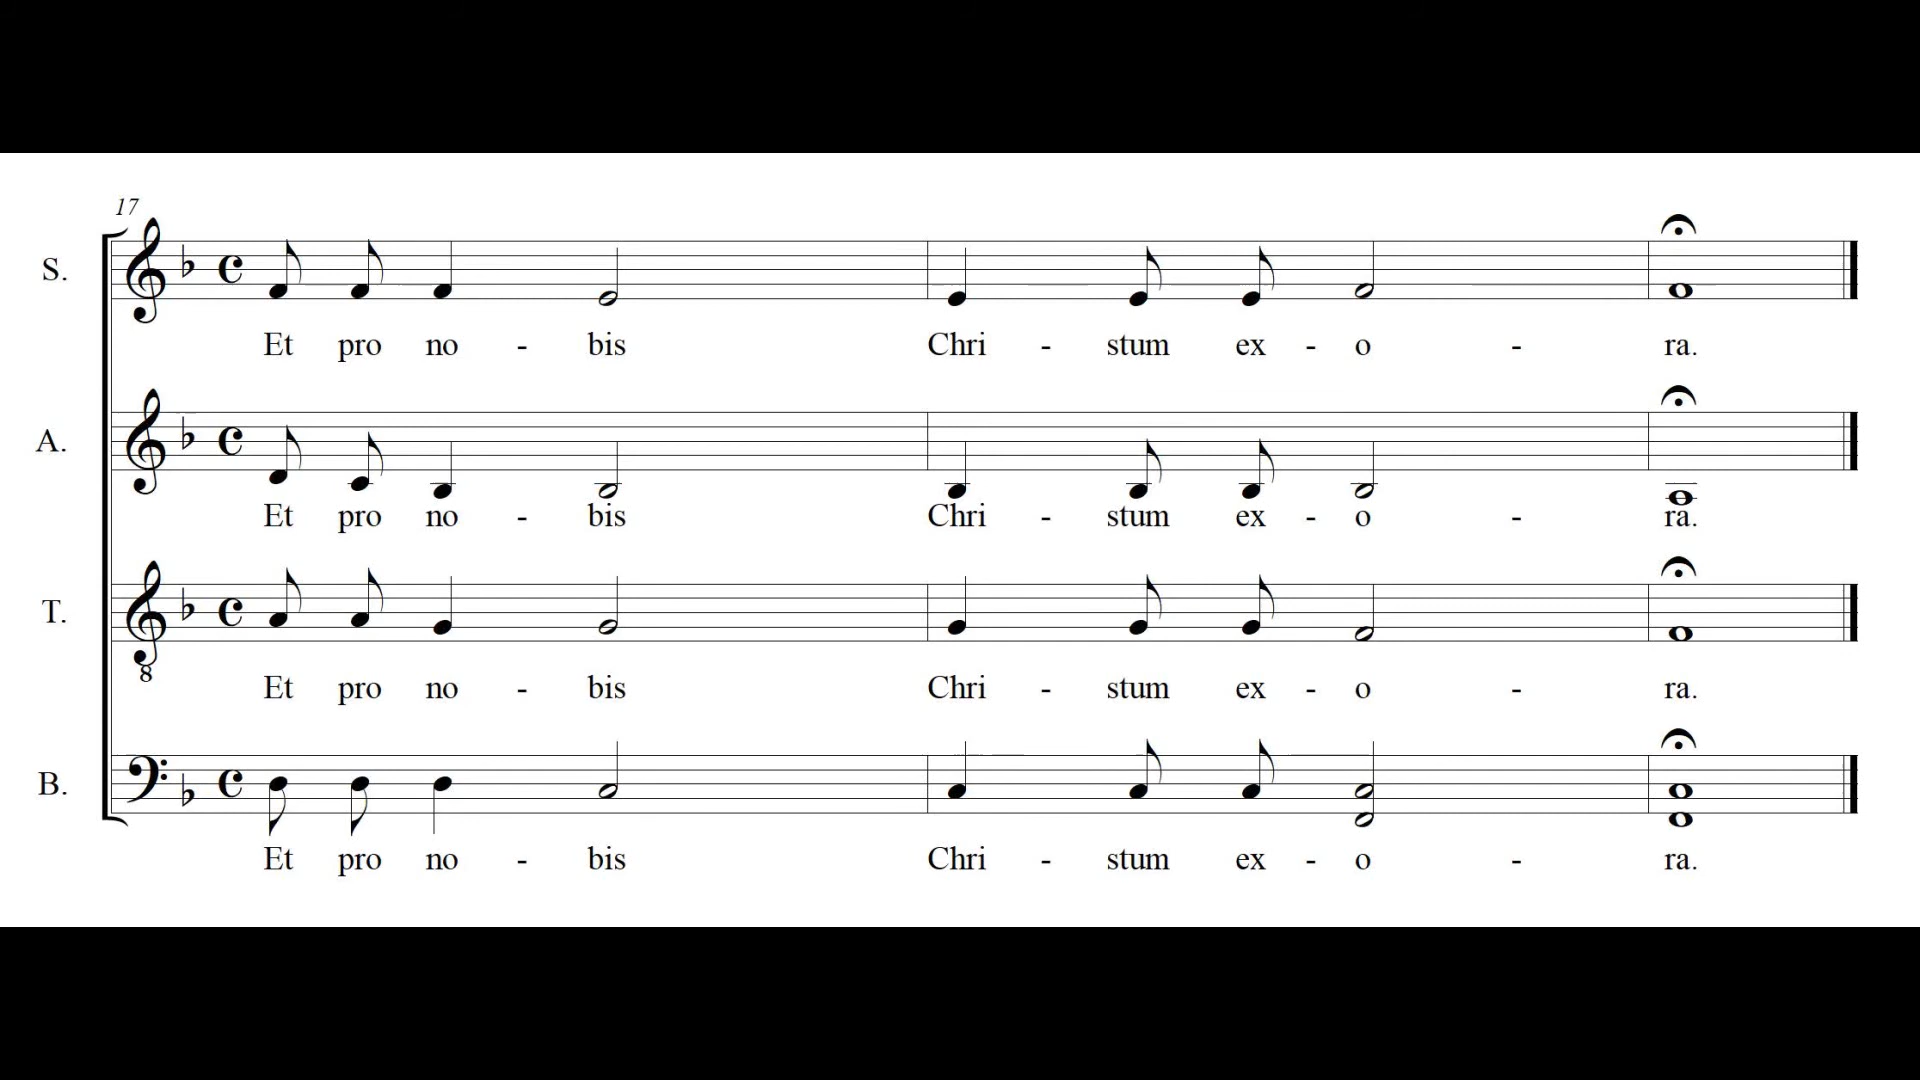 17
S.
Et pro no - bis Chri - stum ex - o - ra.
A.
Et pro no - bis Chri - stum ex - o - ra.
T.
8
Et pro no - bis Chri - stum ex - o - ra.
B.
Et pro no - bis Chri - stum ex - o - ra.